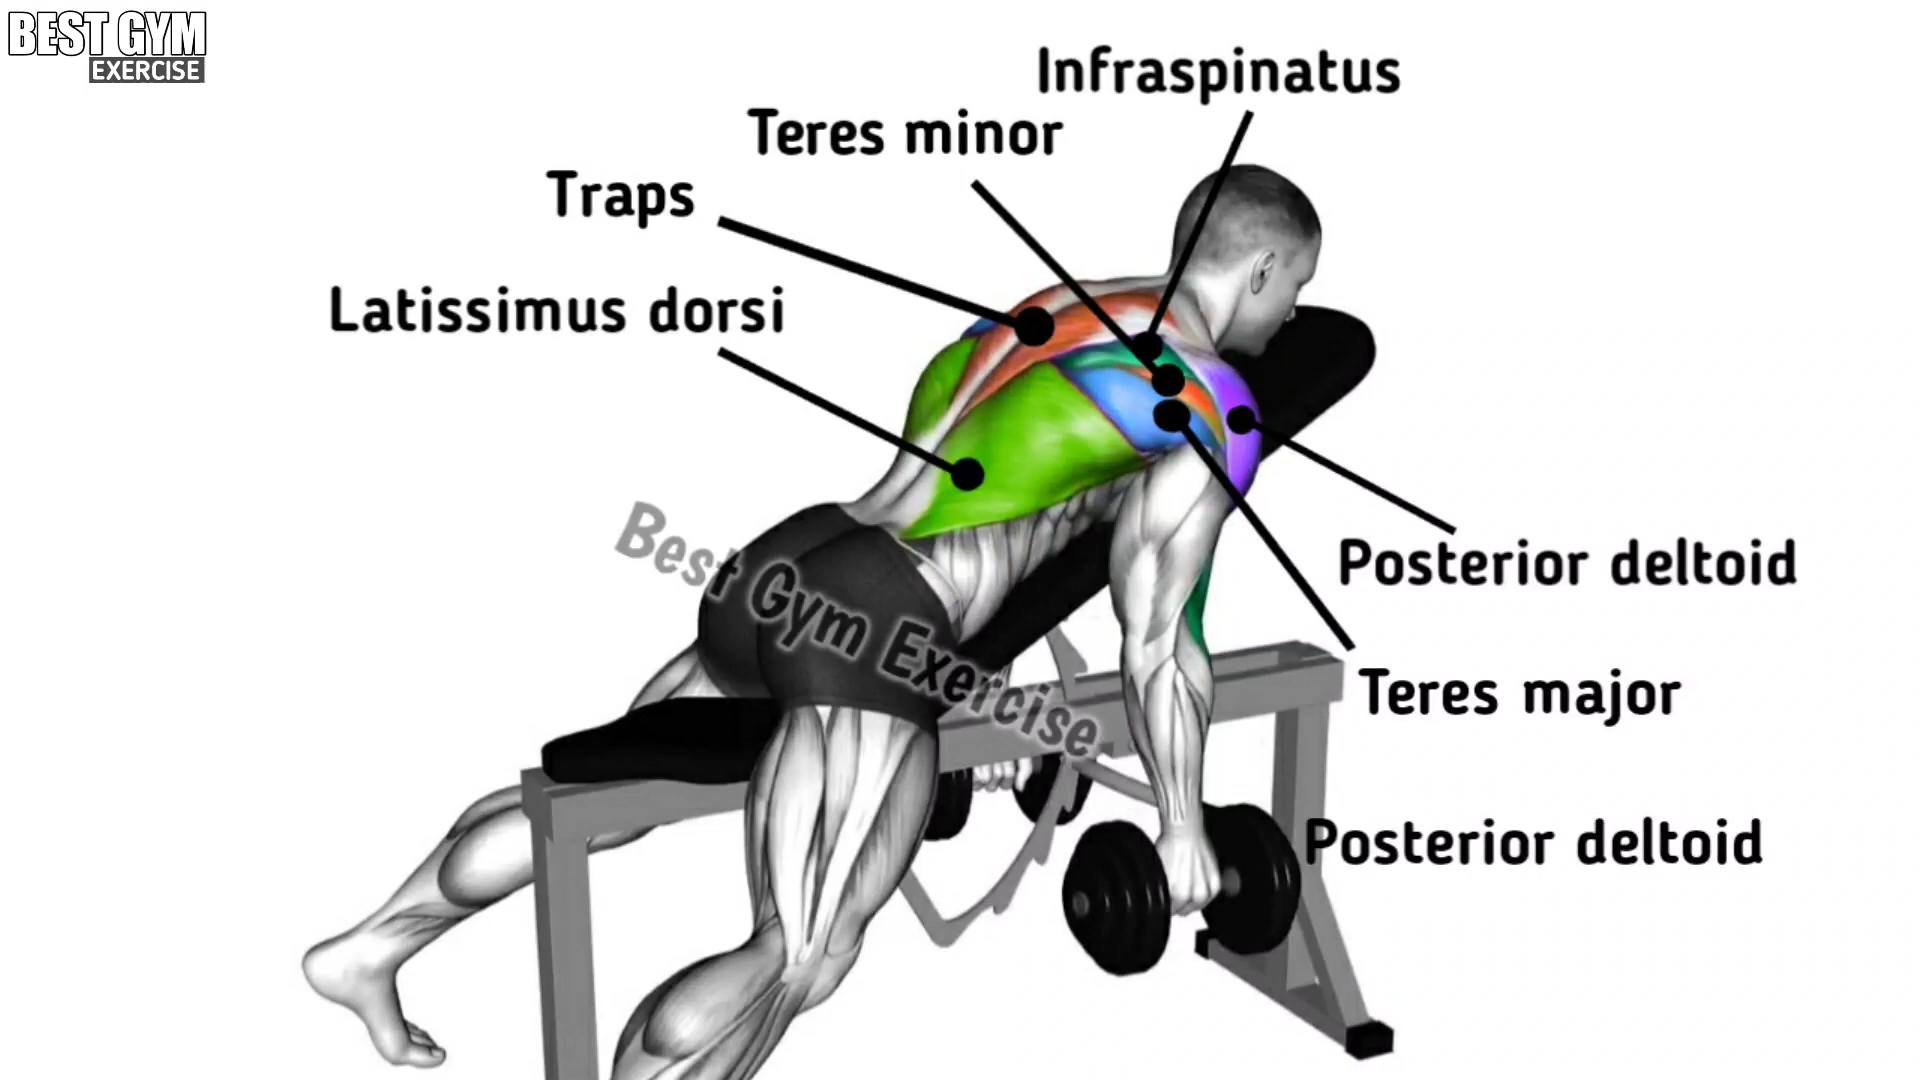 BEST GYM
EXERCISE
Infraspinatus
Teres minor
Traps
Latissimus dorsi
Best Gym Exercise
Posterior deltoid
Teres major
Posterior deltoid